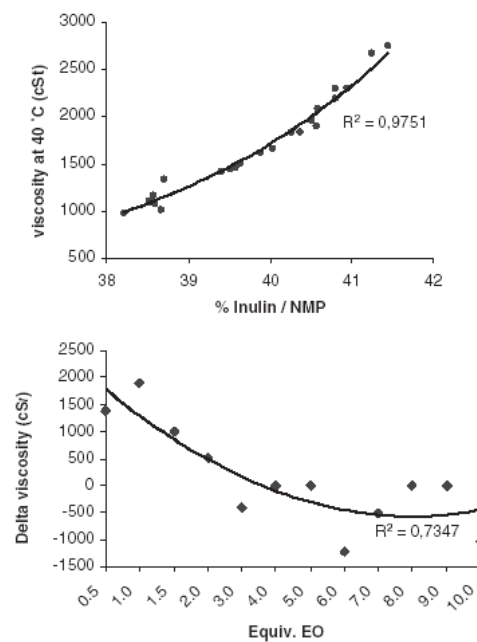 3000
2500
2000
1500
1000
500
viscosity at 40 °C (cSt)
R² = 0,9751
38 39 40 41 42
% Inulin / NMP
2500
2000
1500
1000
500
0
-500
-1000
-1500
Delta viscosity (cSt)
R² = 0,7347
0.5 1.0 1.5 2.0 3.0 4.0 5.0 6.0 7.0 8.0 9.0 10.0
Equiv. EO